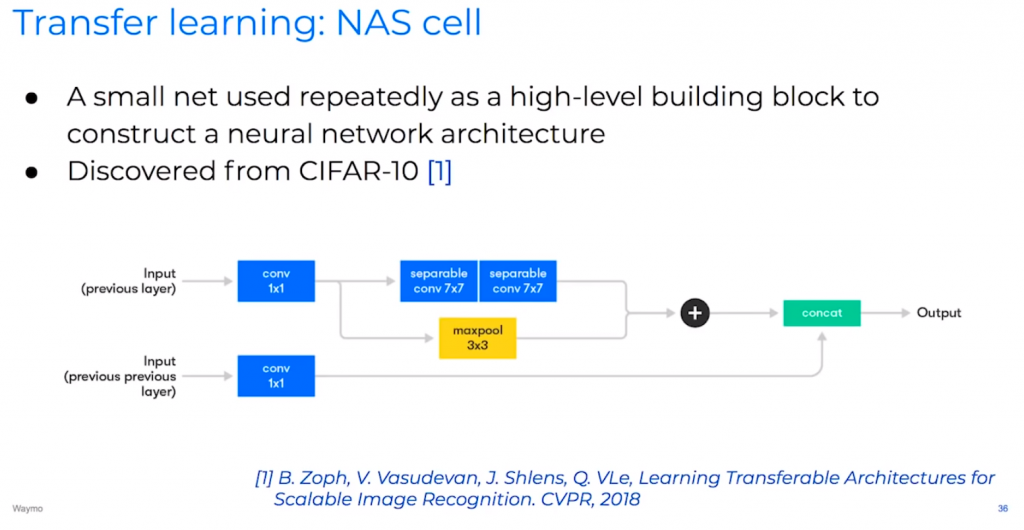 Transfer learning: NAS cell
● A small net used repeatedly as a high-level building block to
construct a neural network architecture
● Discovered from CIFAR-10 [1]
Input
(previous layer)
conv
1x1
separable
conv 7x7
separable
conv 7x7
maxpool
3x3
+
concat
Output
Input
(previous previous
layer)
conv
1x1
[1] B. Zoph, V. Vasudevan, J. Shlens, Q. VLe, Learning Transferable Architectures for
Scalable Image Recognition. CVPR, 2018
Waymo
36